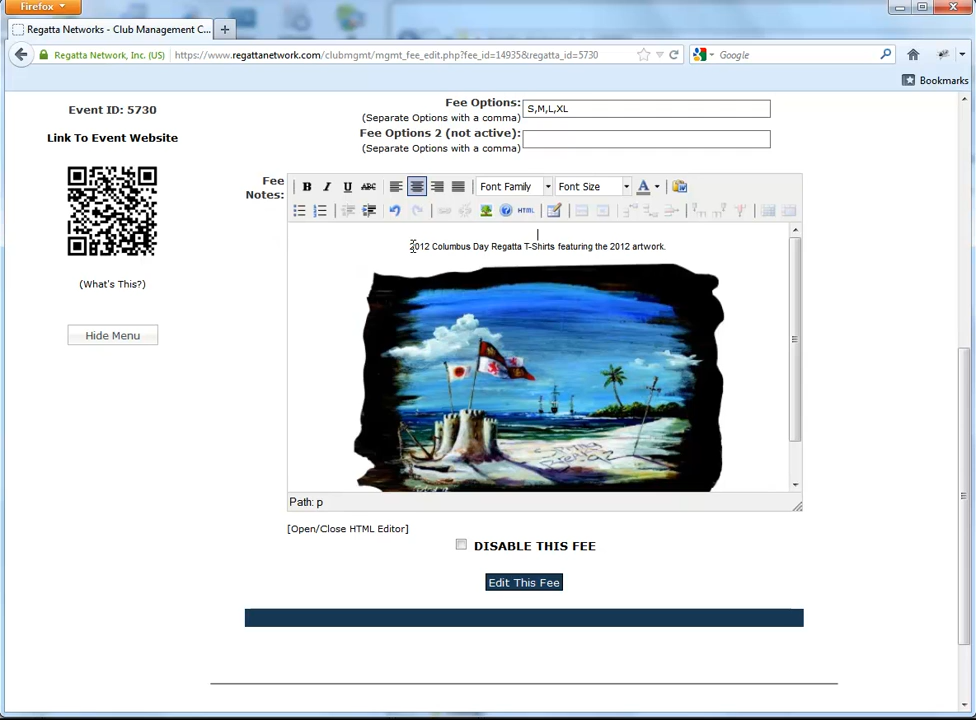 Firefox
Regatta Networks - Club Management C...
Regatta Network, Inc. (US)
https://www.regattanetwork.com/clubmgmt/mgmt_fee_edit.php?fee_id=14935&regatta_id=5730
Google
Bookmarks
Event ID: 5730
Link To Event Website
(What's This?)
Hide Menu
Fee Options:
(Separate Options with a comma)
S,M,L,XL
Fee Options 2 (not active):
(Separate Options with a comma)
Fee Notes:
B I U ABC
Font Family
Font Size
A
HTML
2012 Columbus Day Regatta T-Shirts featuring the 2012 artwork.
Path: p
[Open/Close HTML Editor]
DISABLE THIS FEE
Edit This Fee